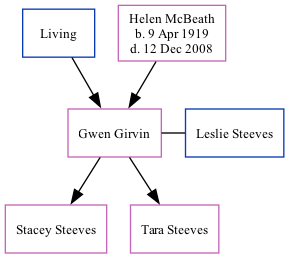 Living
Helen McBeath
b. 9 Apr 1919
d. 12 Dec 2008
Gwen Girvin
Leslie Steeves
Stacey Steeves
Tara Steeves